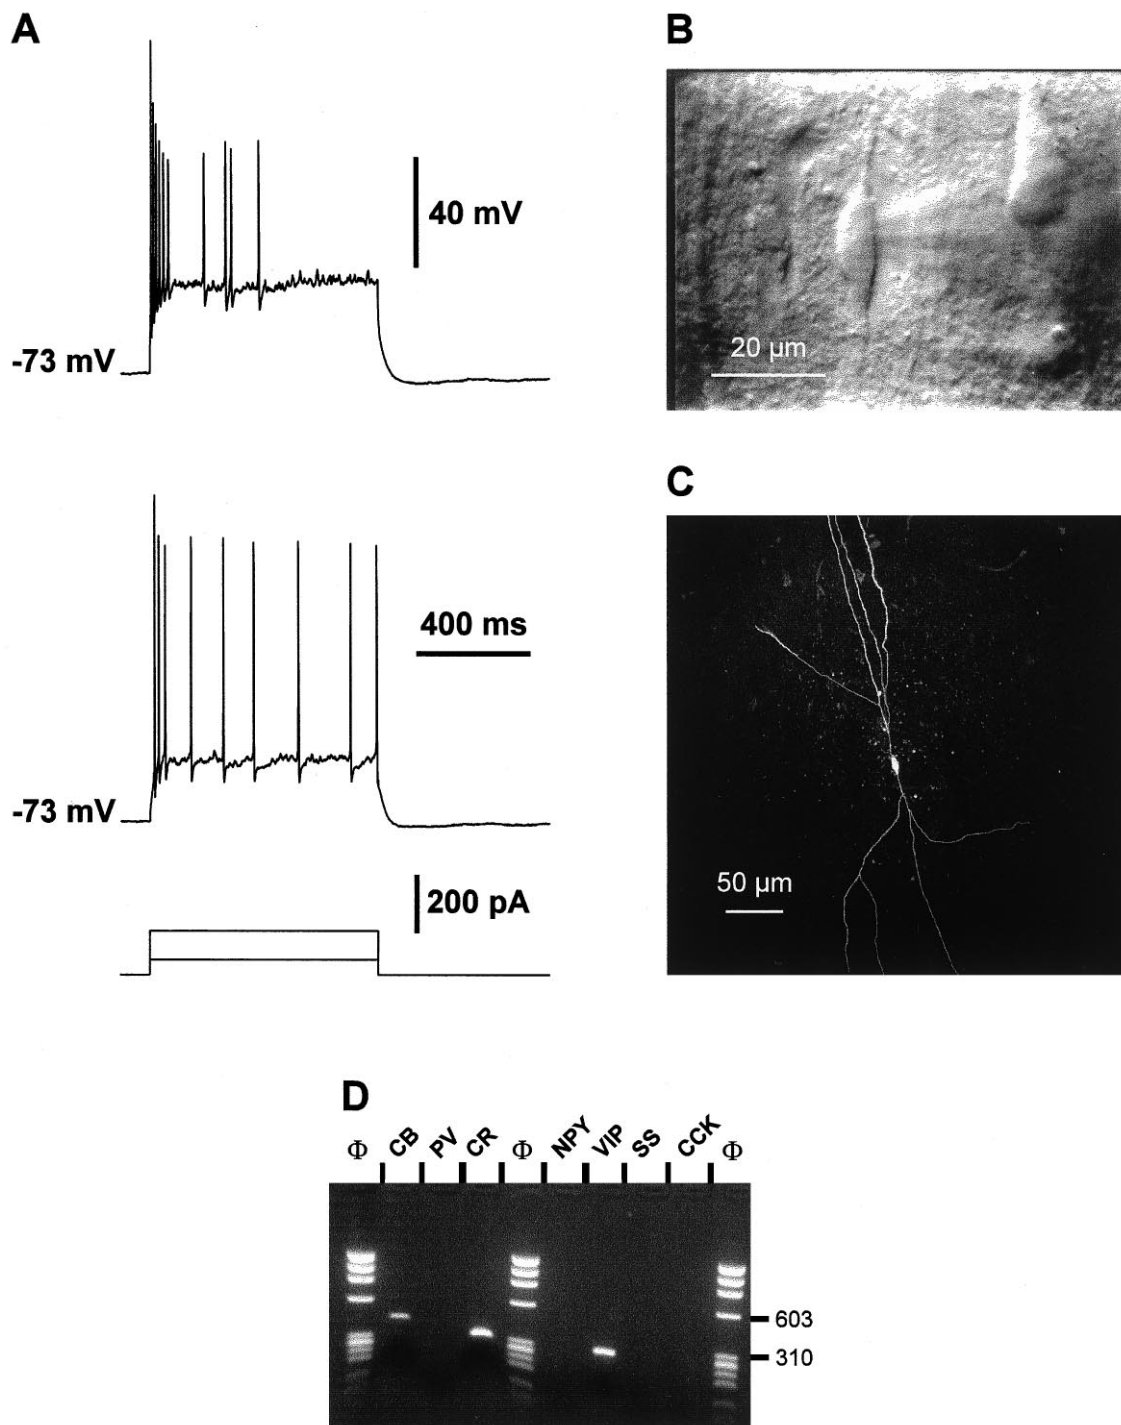 A
40 mV
-73 mV
400 ms
-73 mV
200 pA
B
20 µm
C
50 µm
D
Φ CB PV CR Φ NPY VIP SS CCK Φ
603
310